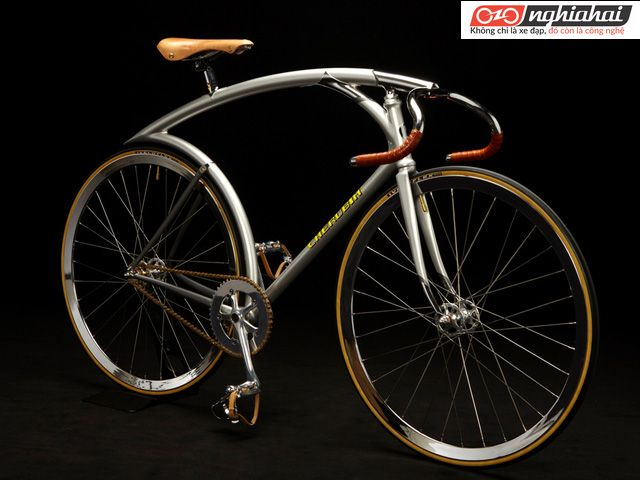 nghiahai
Không chỉ là xe đạp, đó còn là công nghệ
CHERUBIM